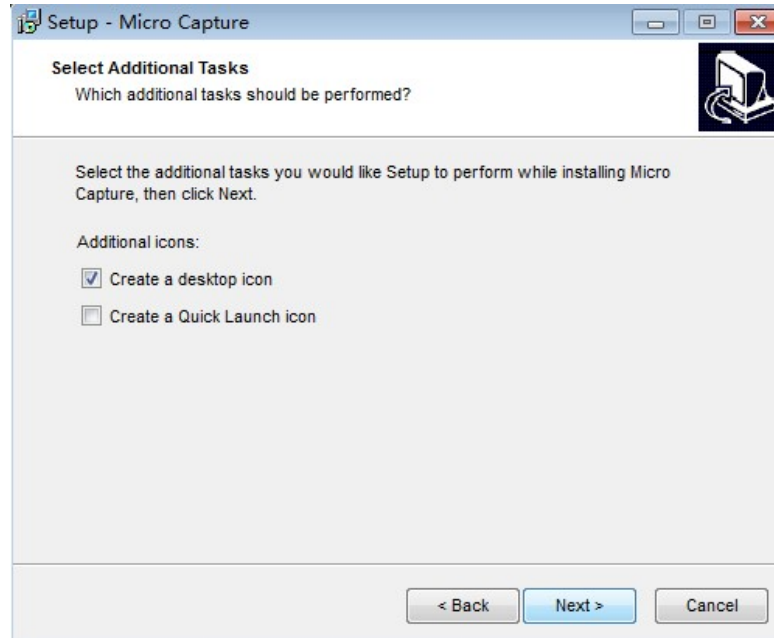 Setup - Micro Capture
Select Additional Tasks
Which additional tasks should be performed?
Select the additional tasks you would like Setup to perform while installing Micro
Capture, then click Next.
Additional icons:
Create a desktop icon
Create a Quick Launch icon
< Back
Next >
Cancel